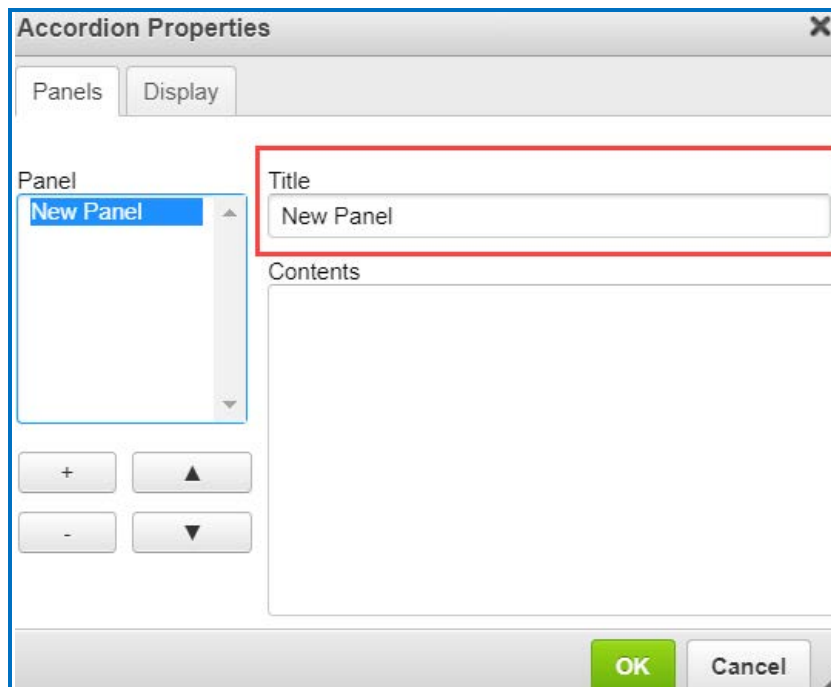 Accordion Properties
Panels
Display
Panel
New Panel
Title
New Panel
Contents
+
-
OK
Cancel